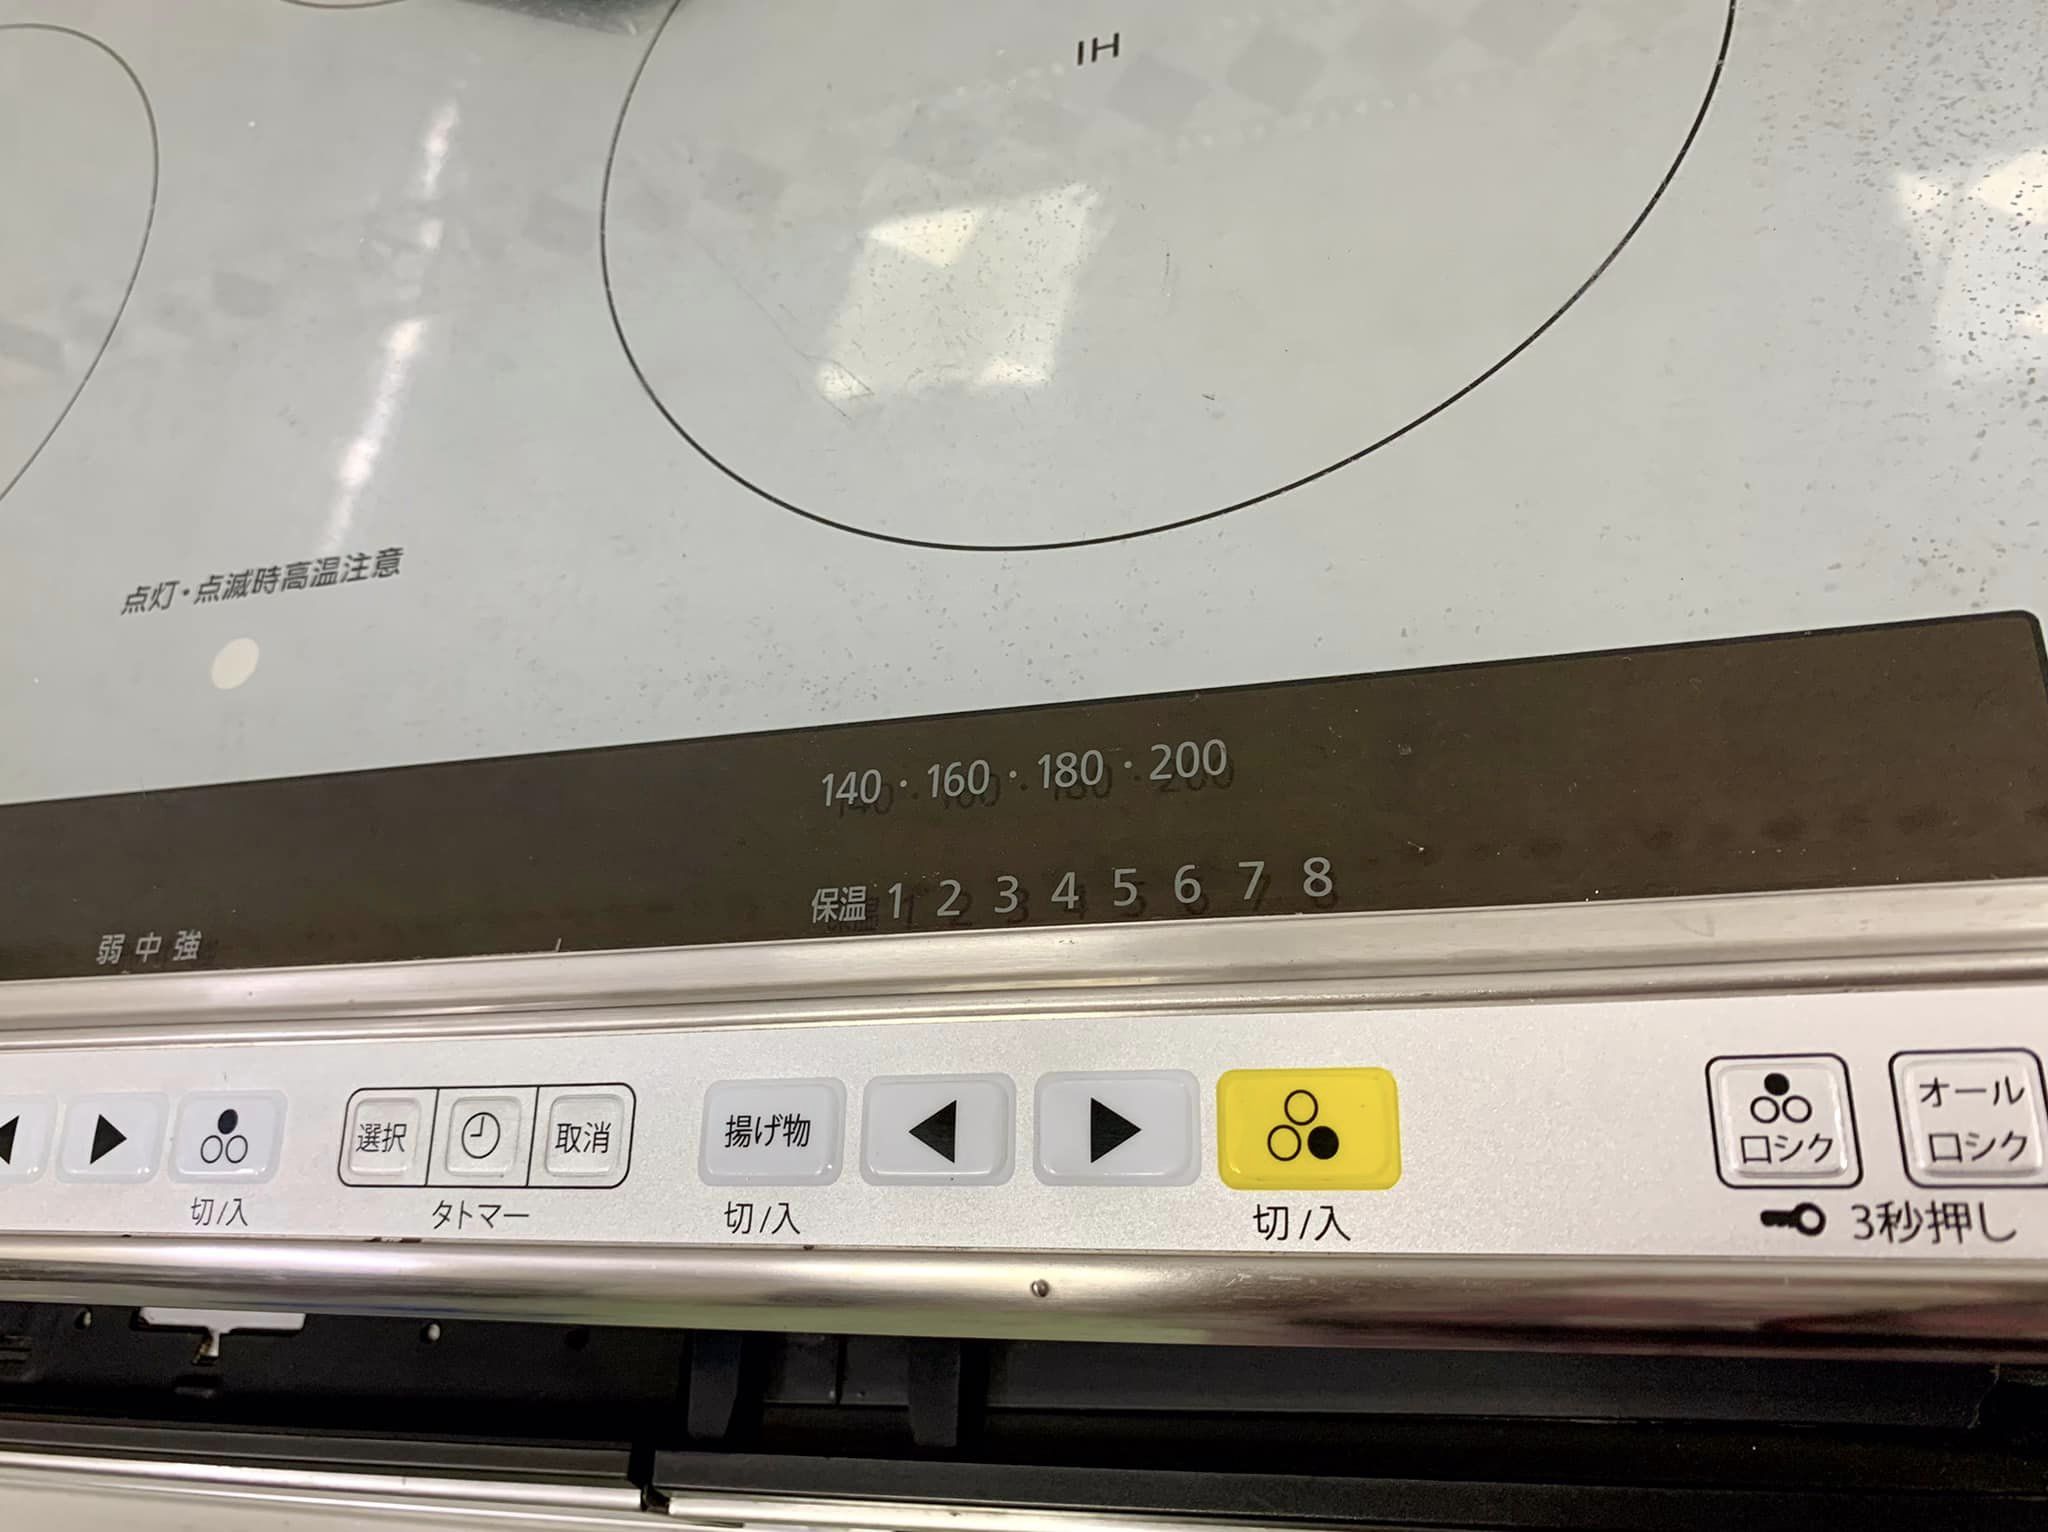 IH
点灯・点滅時高温注意
140・160・180・200
保温 1 2 3 4 5 6 7 8
弱 中 強
選択
取消
揚げ物
ロシク
オール
ロシク
切/入
タトマー
切/入
切/入
3秒押し